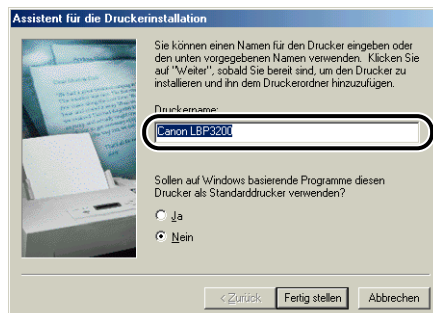 Assistent für die Druckerinstallation
Sie können einen Namen für den Drucker eingeben oder
den unten vorgegebenen Namen verwenden. Klicken Sie
auf "Weiter", sobald Sie bereit sind, um den Drucker zu
installieren und ihn dem Druckerordner hinzuzufügen.
Druckername:
Canon LBP3200
Sollen auf Windows basierende Programme diesen
Drucker als Standarddrucker verwenden?
Ja
Nein
< Zurück
Fertig stellen
Abbrechen